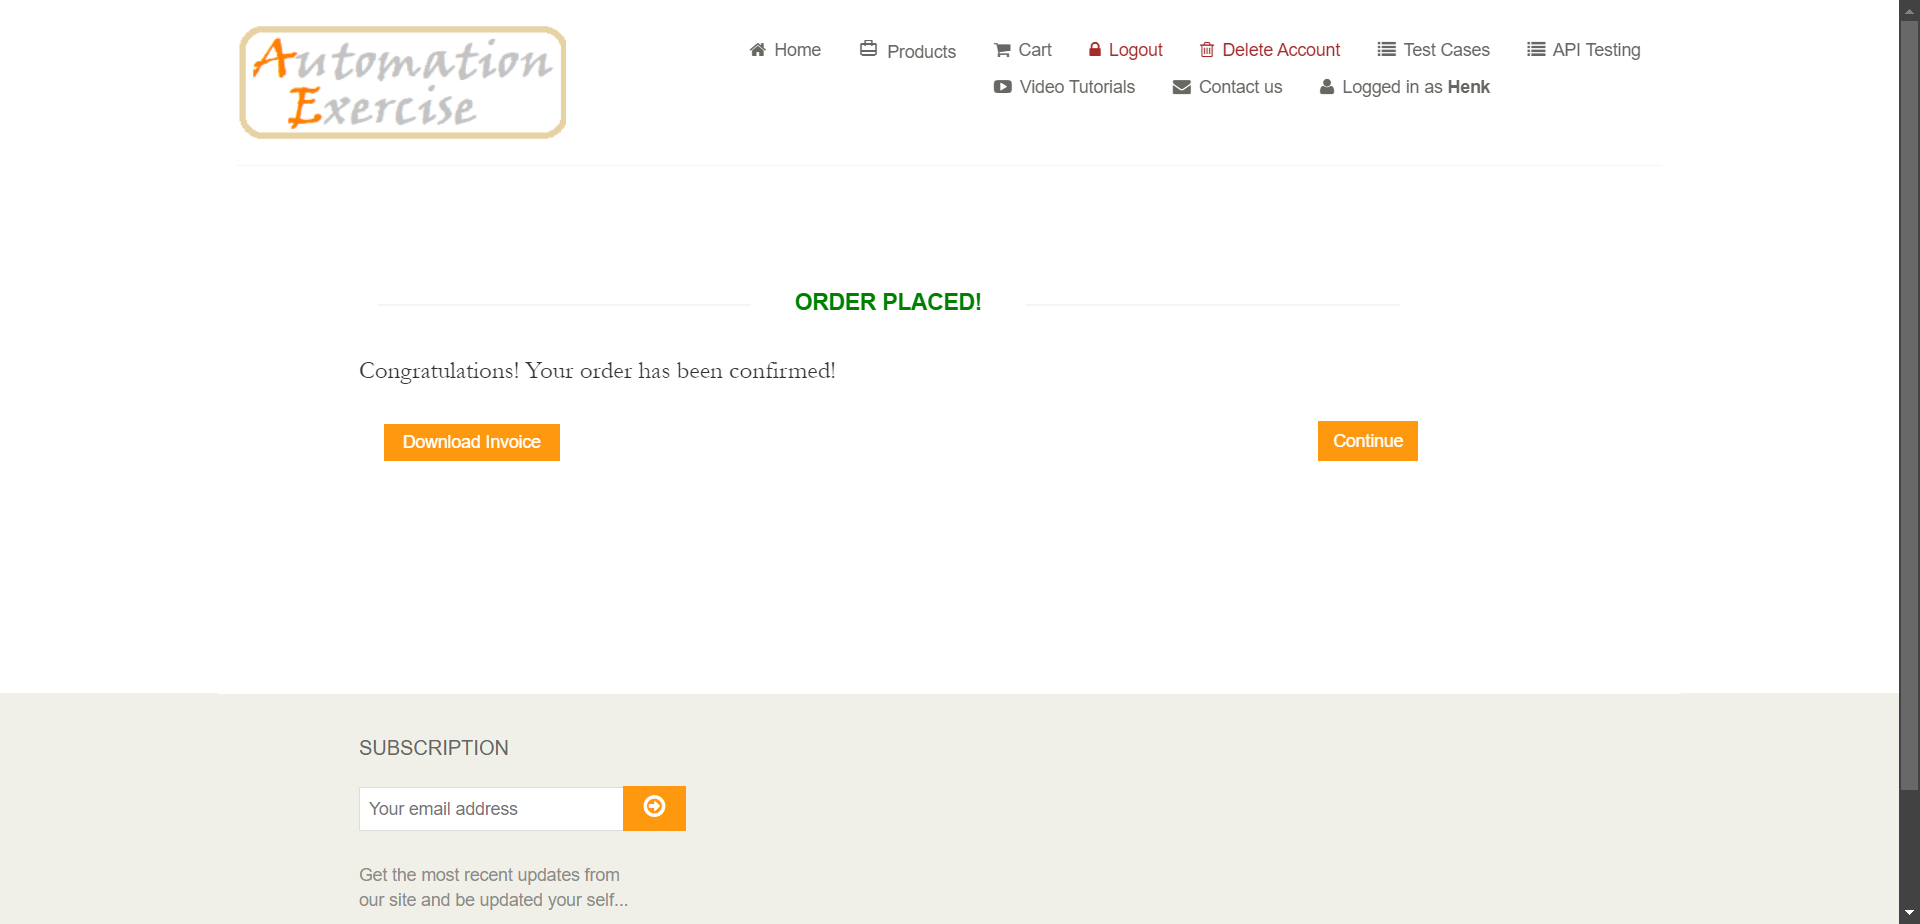 Automation
Exercise
Home Products Cart Logout Delete Account Test Cases API Testing
Video Tutorials Contact us Logged in as Henk
ORDER PLACED!
Congratulations! Your order has been confirmed!
Download Invoice Continue
SUBSCRIPTION
Your email address
Get the most recent updates from
our site and be updated your self...